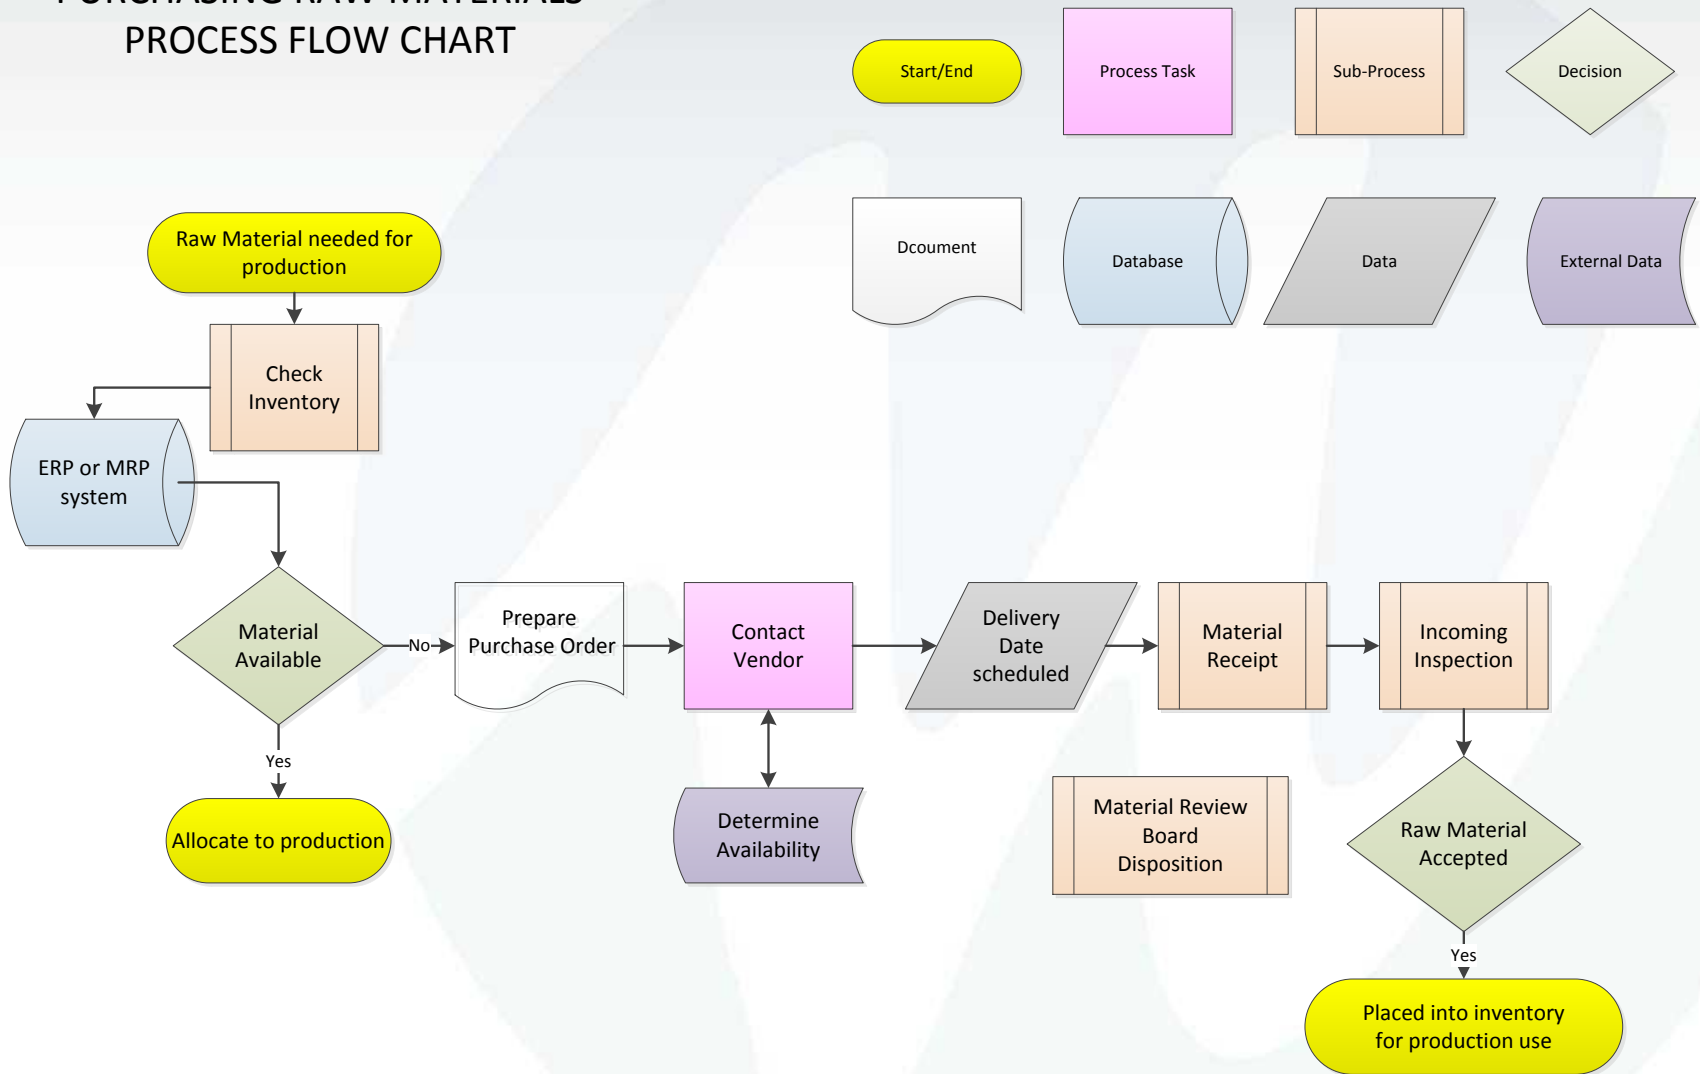 PURCHASING RAW MATERIALS
PROCESS FLOW CHART
Start/End
Process Task
Sub-Process
Decision
Dcoument
Database
Data
External Data
Raw Material needed for
production
Check
Inventory
ERP or MRP
system
Material
Available
No
Prepare
Purchase Order
Contact
Vendor
Delivery
Date
scheduled
Material
Receipt
Incoming
Inspection
Yes
Allocate to production
Determine
Availability
Material Review
Board
Disposition
Raw Material
Accepted
Yes
Placed into inventory
for production use